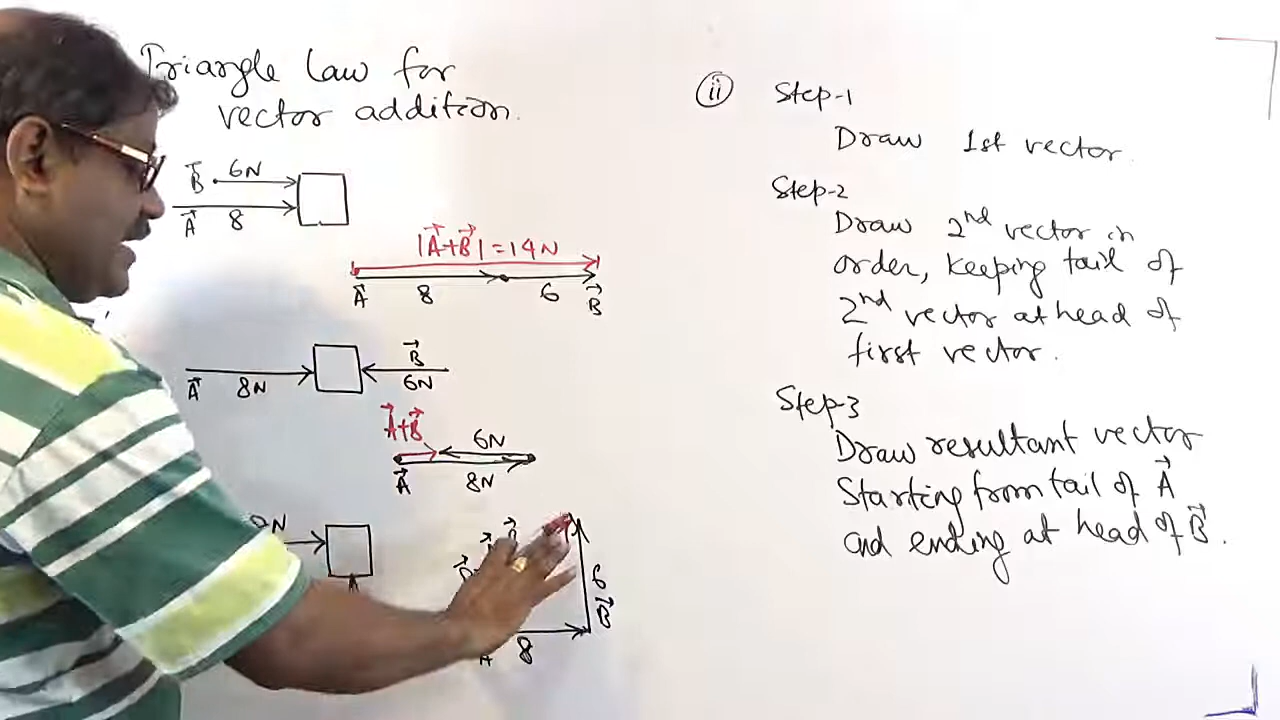 Triangle Law for
vector addition.
B⃗ 6N
A⃗ 8
|A⃗+B⃗| = 14N
A⃗ 8 6 B⃗
B⃗
A⃗ 8N 6N
A⃗+B⃗
6N
A⃗ 8N
N
6
B⃗
A 8
ii Step-1
Draw 1st vector.
Step-2
Draw 2nd vector in
order, keeping tail of
2nd vector at head of
first vector.
Step-3
Draw resultant vector
Starting from tail of A⃗
and ending at head of B⃗.